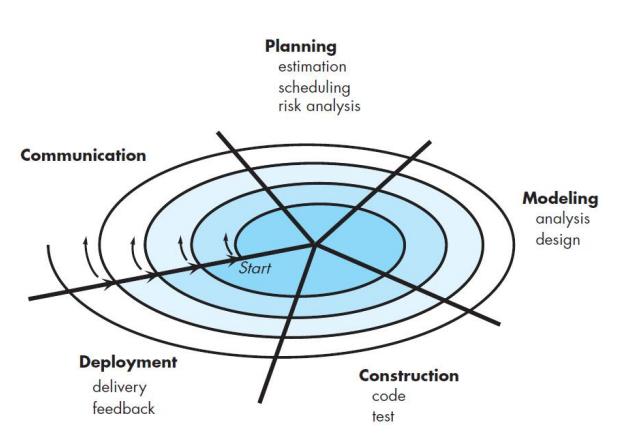 Planning
estimation
scheduling
risk analysis
Communication
Modeling
analysis
design
Start
Deployment
delivery
feedback
Construction
code
test